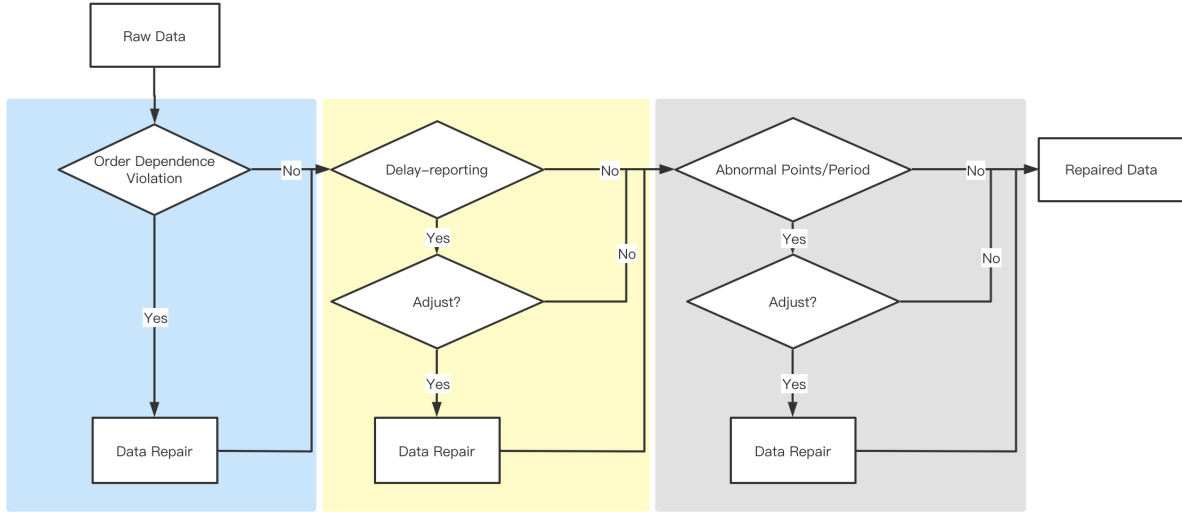 Raw Data
Order Dependence
Violation
No
Yes
Data Repair
Delay-reporting
No
Yes
No
Adjust?
Yes
Data Repair
Abnormal Points/Period
No
Yes
No
Adjust?
Yes
Data Repair
Repaired Data